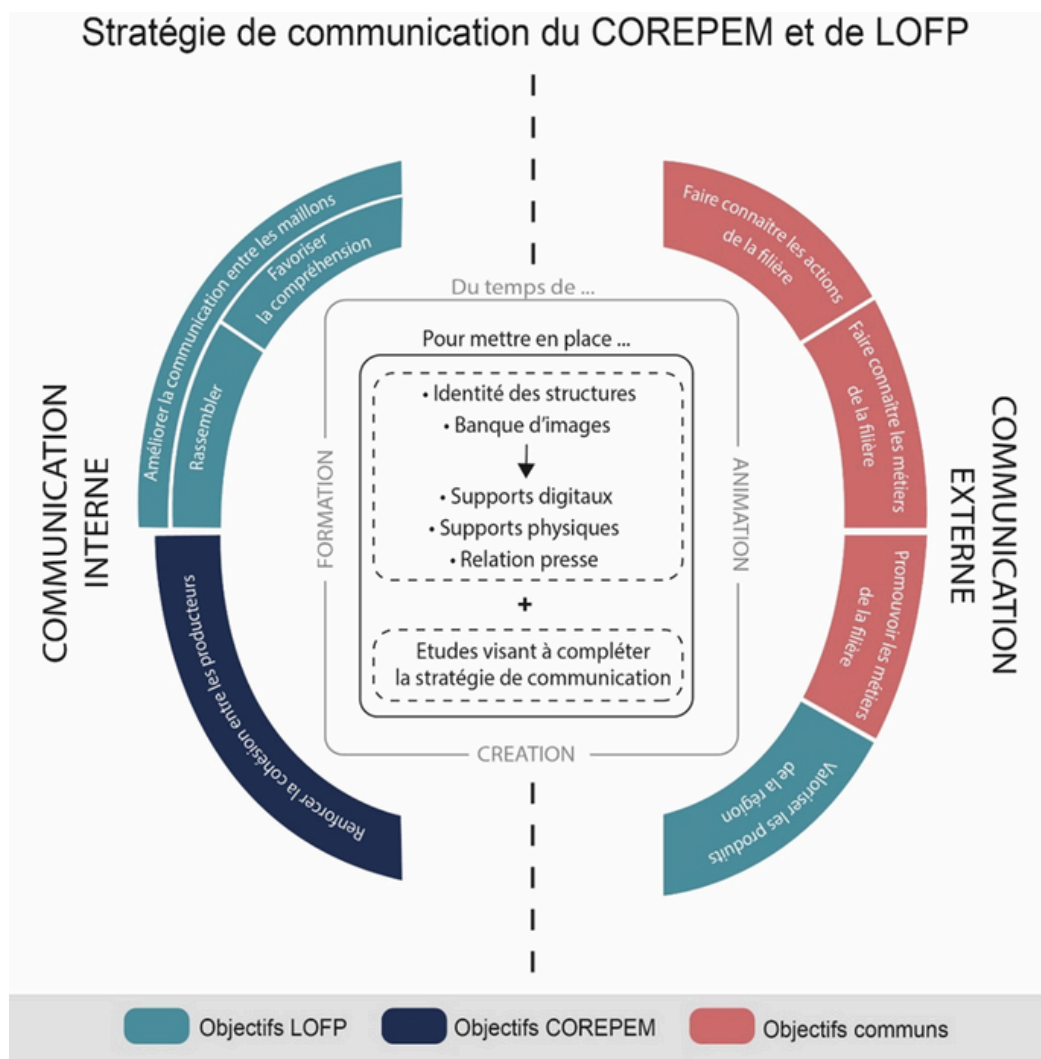 Stratégie de communication du COREPEM et de LOFP
COMMUNICATION
INTERNE
Améliorer la communication entre les maillons
Favoriser
la compréhension
Rassembler
Renforcer la cohésion entre les producteurs
Du temps de ...
FORMATION
ANIMATION
CREATION
Pour mettre en place ...
• Identité des structures
• Banque d'images
• Supports digitaux
• Supports physiques
• Relation presse
+
Etudes visant à compléter
la stratégie de communication
Faire connaître les actions
de la filière
Faire connaître les métiers
de la filière
Promouvoir les métiers
de la filière
Valoriser les produits
de la région
COMMUNICATION
EXTERNE
Objectifs LOFP
Objectifs COREPEM
Objectifs communs